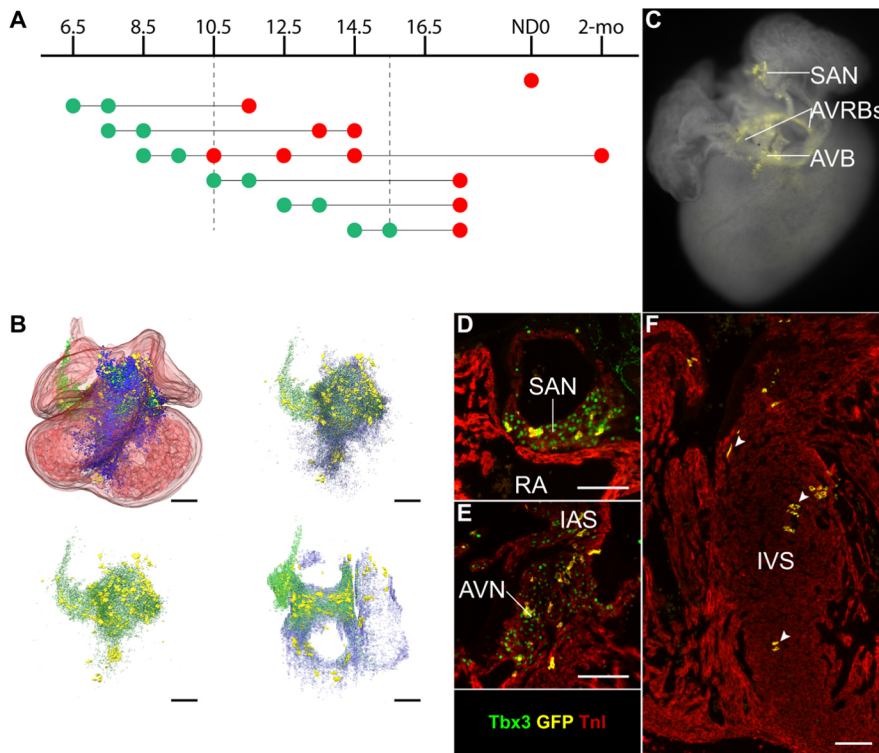 A
6.5 8.5 10.5 12.5 14.5 16.5 ND0 2-mo
C
SAN
AVRBs
AVB
B
D
SAN
RA
E
IAS
AVN
Tbx3 GFP TnI
F
IVS